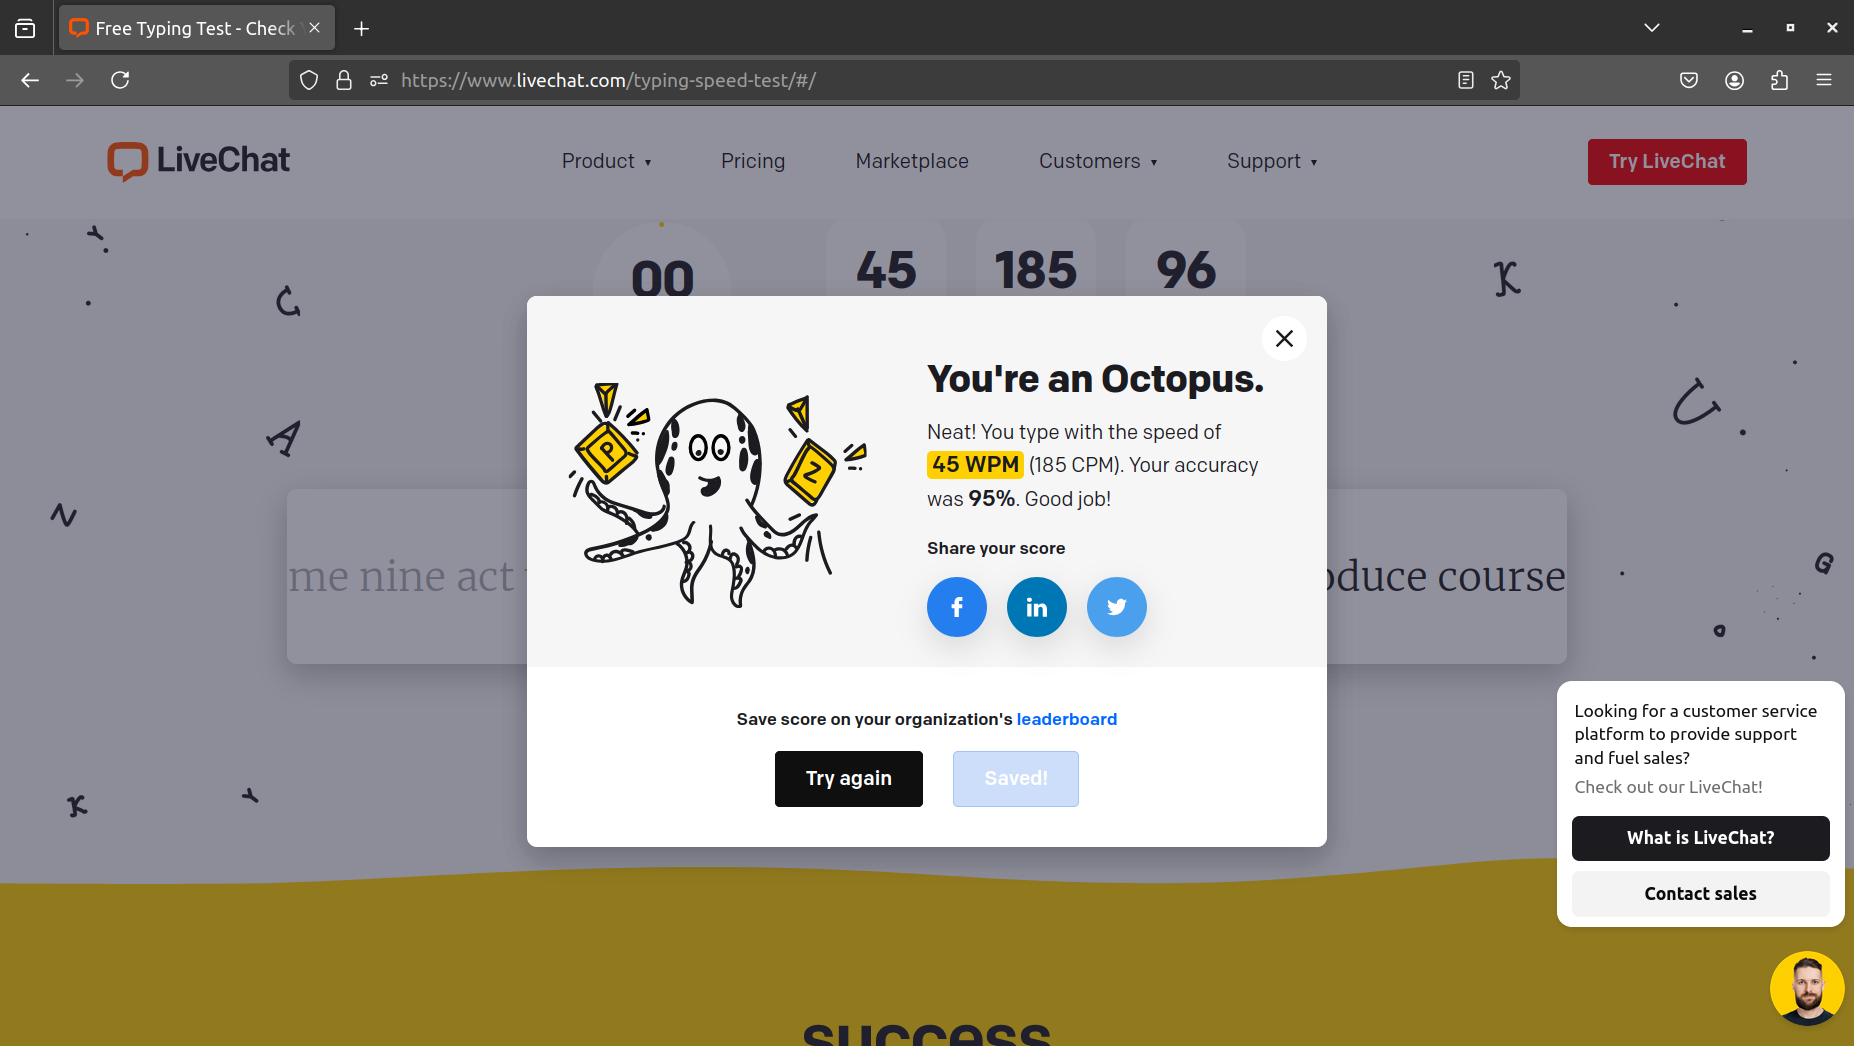 Free Typing Test - Check
https://www.livechat.com/typing-speed-test/#/
LiveChat
Product
Pricing
Marketplace
Customers
Support
Try LiveChat
00
45
185
96
You're an Octopus.
Neat! You type with the speed of
45 WPM (185 CPM). Your accuracy
was 95%. Good job!
Share your score
me nine act
oduce course
Save score on your organization's leaderboard
Try again
Saved!
Looking for a customer service
platform to provide support
and fuel sales?
Check out our LiveChat!
What is LiveChat?
Contact sales
success